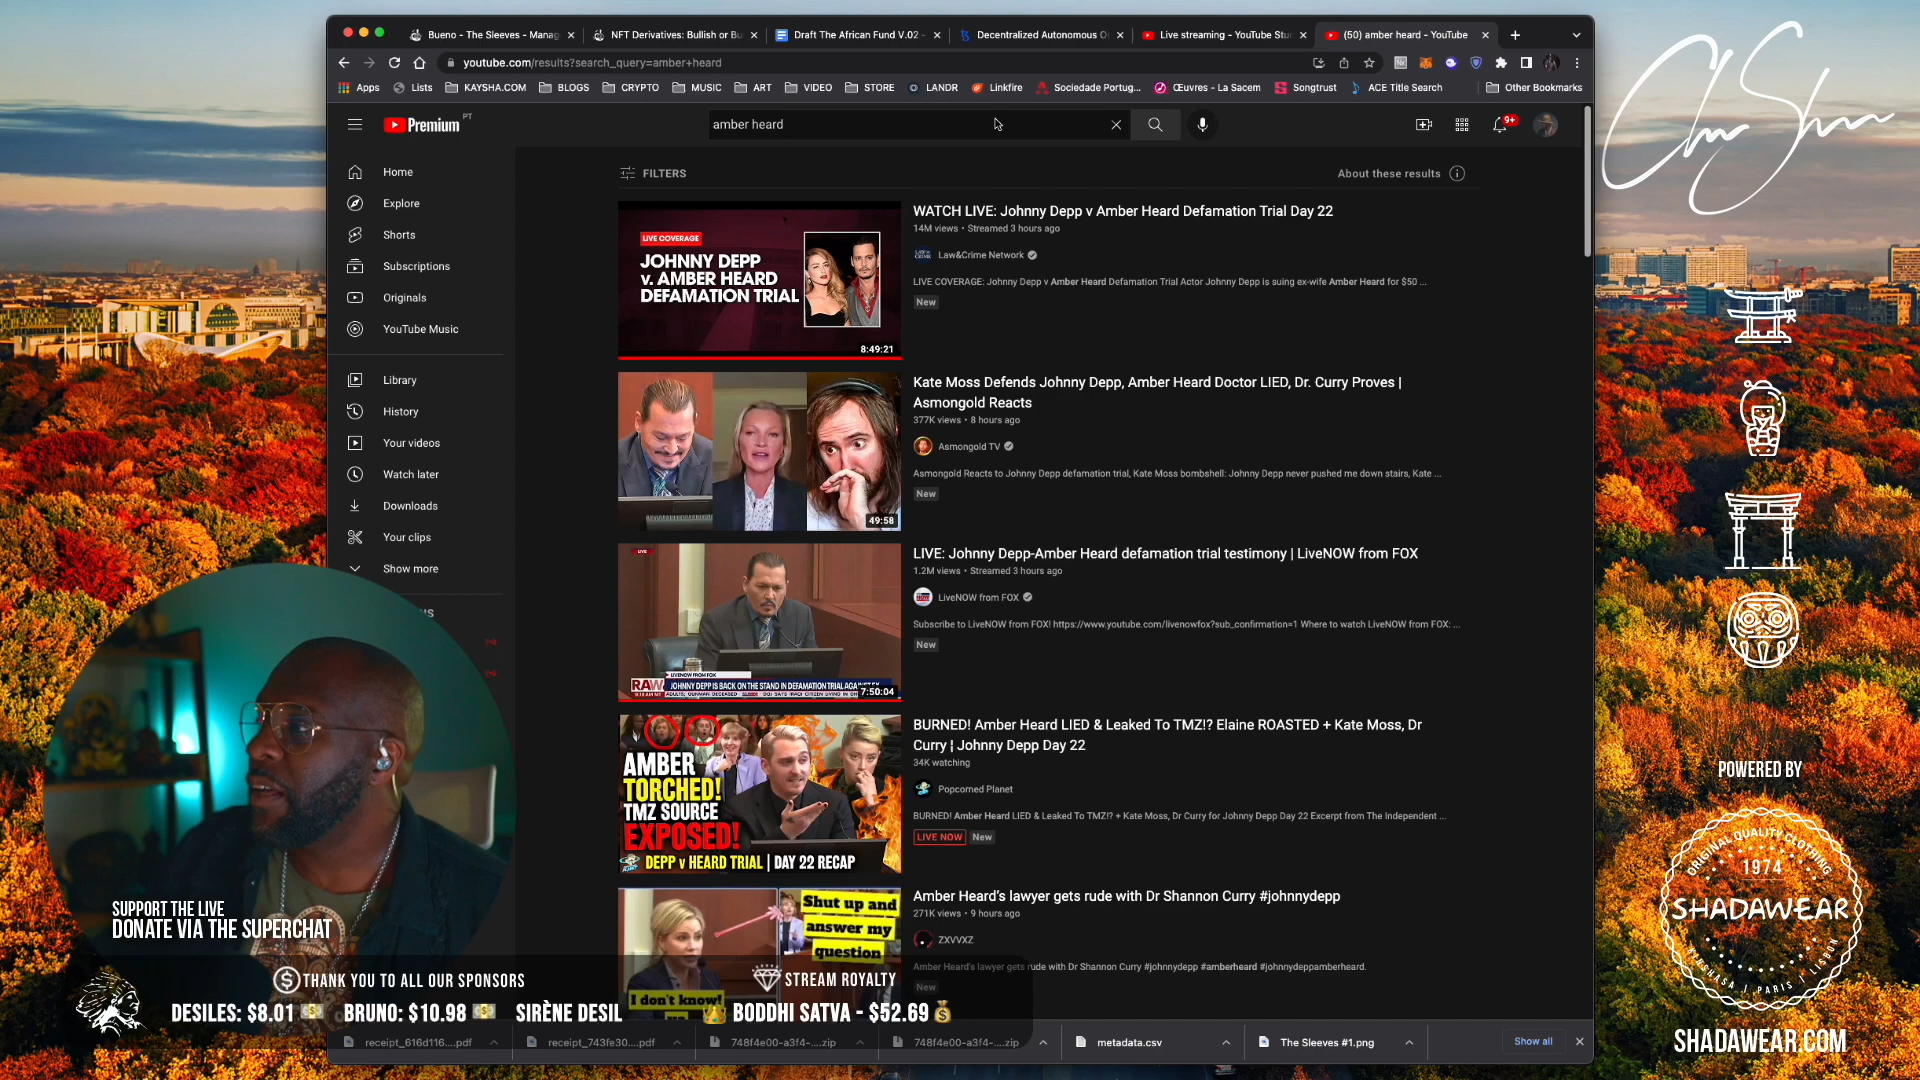 Bueno - The Sleeves - Manag
NFT Derivatives: Bullish or Bu
Draft The African Fund V.02 -
Decentralized Autonomous O
Live streaming - YouTube Stu
(50) amber heard - YouTube
youtube.com/results?search_query=amber+heard
Apps
Lists
KAYSHA.COM
BLOGS
CRYPTO
MUSIC
ART
VIDEO
STORE
LANDR
Linkfire
Sociedade Portug...
Œuvres - La Sacem
Songtrust
ACE Title Search
Other Bookmarks
Premium PT
amber heard
9+
Home
Explore
Shorts
Subscriptions
Originals
YouTube Music
Library
History
Your videos
Watch later
Downloads
Your clips
Show more
FILTERS
About these results
LIVE COVERAGE
JOHNNY DEPP
V. AMBER HEARD
DEFAMATION TRIAL
8:49:21
WATCH LIVE: Johnny Depp v Amber Heard Defamation Trial Day 22
14M views • Streamed 3 hours ago
Law&Crime Network
LIVE COVERAGE: Johnny Depp v Amber Heard Defamation Trial Actor Johnny Depp is suing ex-wife Amber Heard for $50 ...
New
49:58
Kate Moss Defends Johnny Depp, Amber Heard Doctor LIED, Dr. Curry Proves |
Asmongold Reacts
377K views • 8 hours ago
Asmongold TV
Asmongold Reacts to Johnny Depp defamation trial, Kate Moss bombshell: Johnny Depp never pushed me down stairs, Kate ...
New
LIVE
LIVENOW FROM FOX
RAW
JOHNNY DEPP IS BACK ON THE STAND IN DEFAMATION TRIAL
7:50:04
LIVE: Johnny Depp-Amber Heard defamation trial testimony | LiveNOW from FOX
1.2M views • Streamed 3 hours ago
LiveNOW from FOX
Subscribe to LiveNOW from FOX! https://www.youtube.com/livenowfox?sub_confirmation=1 Where to watch LiveNOW from FOX: ...
New
AMBER
TORCHED!
TMZ SOURCE
EXPOSED!
DEPP V HEARD TRIAL | DAY 22 RECAP
BURNED! Amber Heard LIED & Leaked To TMZ!? Elaine ROASTED + Kate Moss, Dr
Curry ¦ Johnny Depp Day 22
34K watching
Popcorned Planet
BURNED! Amber Heard LIED & Leaked To TMZ!? + Kate Moss, Dr Curry for Johnny Depp Day 22 Excerpt from The Independent ...
LIVE NOW
New
Shut up and
answer my
question
I don't know!
Amber Heard's lawyer gets rude with Dr Shannon Curry #johnnydepp
271K views • 9 hours ago
ZXVVXZ
Amber Heard's lawyer gets rude with Dr Shannon Curry #johnnydepp #amberheard #johnnydeppamberheard.
New
SUPPORT THE LIVE
DONATE VIA THE SUPERCHAT
THANK YOU TO ALL OUR SPONSORS
STREAM ROYALTY
DESILES: $8.01
BRUNO: $10.98
SIRÈNE DESIL
BODDHI SATVA - $52.69
receipt_616d116....pdf
receipt_743fe30....pdf
748f4e00-a3f4-....zip
748f4e00-a3f4-....zip
metadata.csv
The Sleeves #1.png
Show all
POWERED BY
ORIGINAL QUALITY CLOTHING
1974
SHADAWEAR
KINSHASA / PARIS / LISBON
SHADAWEAR.COM